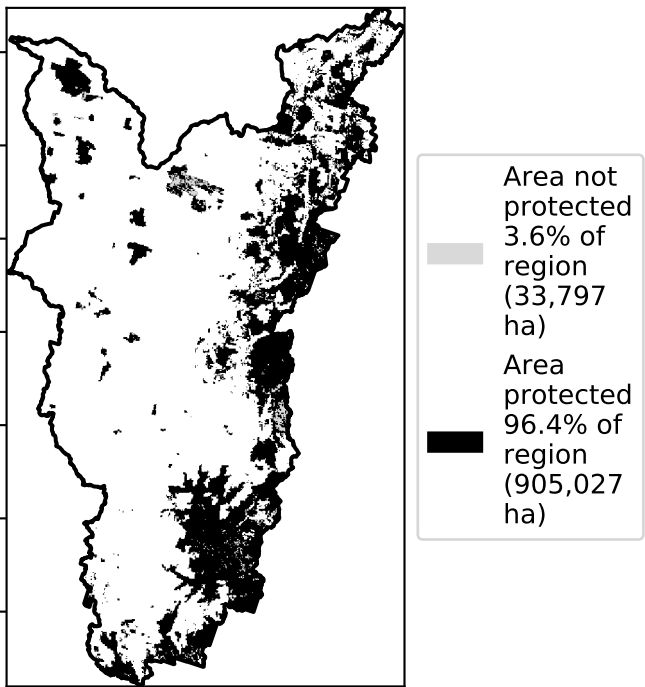 Area not
protected
3.6% of
region
(33,797
ha)
Area
protected
96.4% of
region
(905,027
ha)